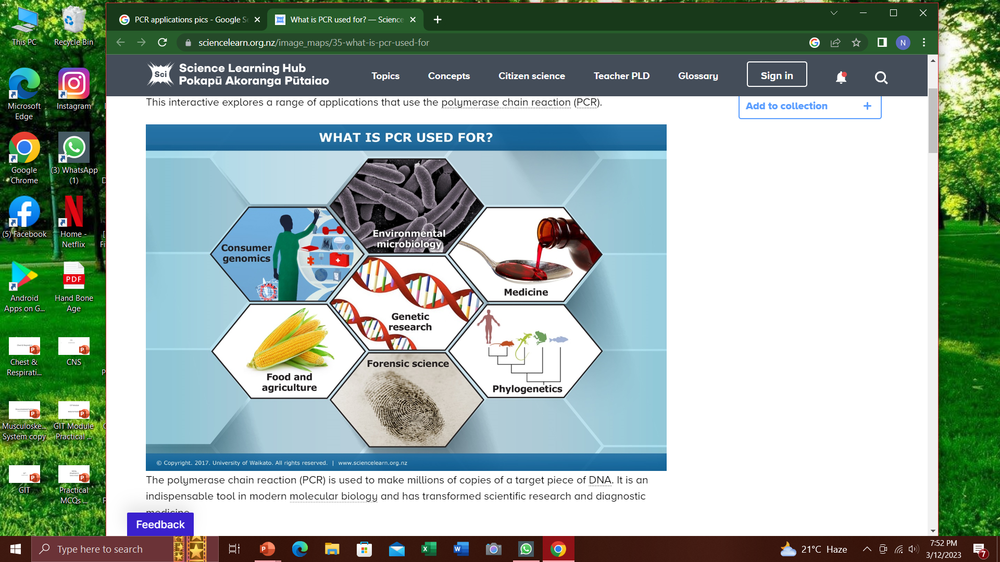 This PC
Recycle Bin
Microsoft
Edge
Instagram
Google
Chrome
(3) WhatsApp
(1)
(5) Facebook
Home -
Netflix
Android
Apps on G...
PDF
Hand Bone
Age
Chest &
Respirati...
CNS
Musculoske...
System copy
GIT Module
Practical ...
GIT
Practical
MCQs ...
PCR applications pics - Google Se
What is PCR used for? — Science
sciencelearn.org.nz/image_maps/35-what-is-pcr-used-for
N
Sci
Science Learning Hub
Pokapū Akoranga Pūtaiao
Topics
Concepts
Citizen science
Teacher PLD
Glossary
Sign in
This interactive explores a range of applications that use the polymerase chain reaction (PCR).
Add to collection +
WHAT IS PCR USED FOR?
Environmental
microbiology
Consumer
genomics
Medicine
Genetic
research
Food and
agriculture
Forensic science
Phylogenetics
© Copyright. 2017. University of Waikato. All rights reserved. | www.sciencelearn.org.nz
The polymerase chain reaction (PCR) is used to make millions of copies of a target piece of DNA. It is an
indispensable tool in modern molecular biology and has transformed scientific research and diagnostic
medicine.
Feedback
Type here to search
21°C Haze
7:52 PM
3/12/2023
7